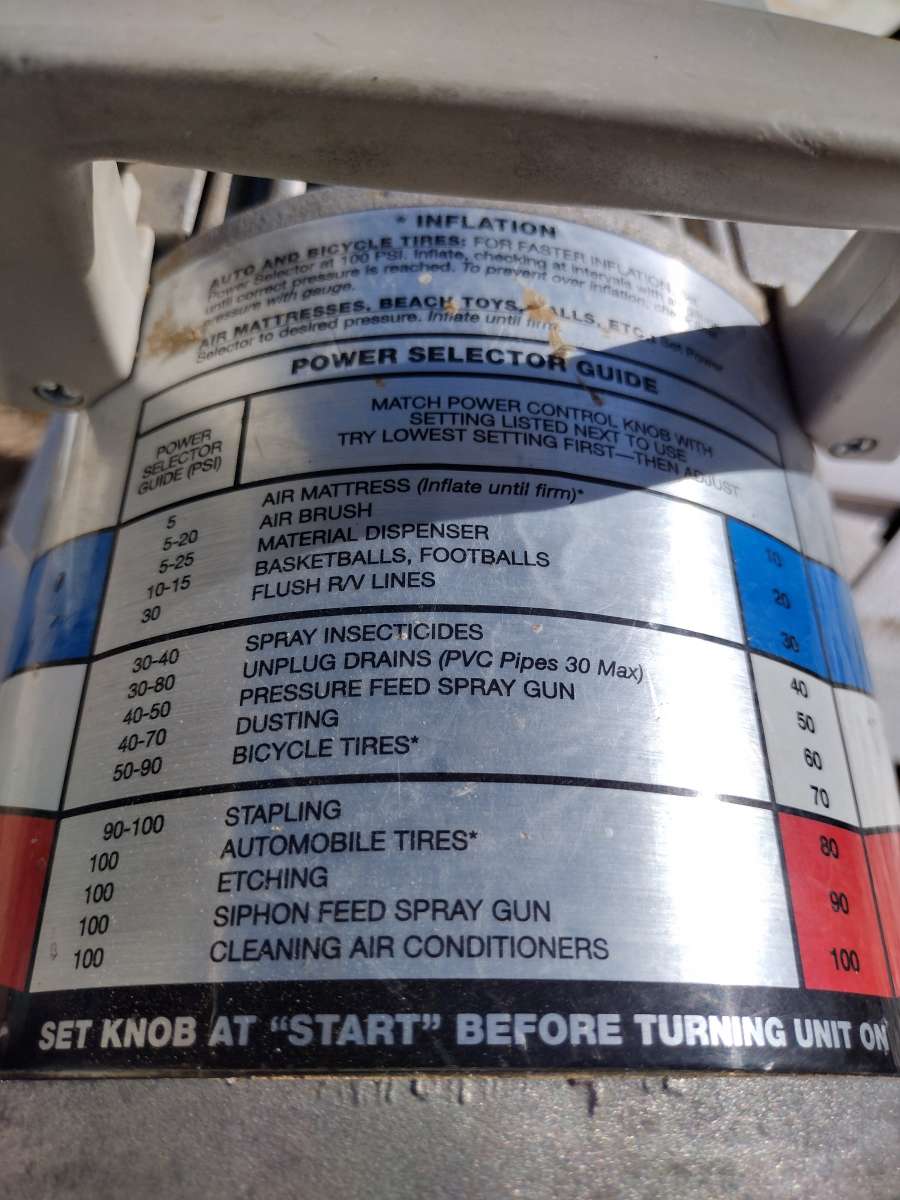 * INFLATION
AUTO AND BICYCLE TIRES: FOR FASTER INFLATION,
Power Selector at 100 PSI. Inflate, checking at intervals with
until correct pressure is reached. To prevent over inflation,
pressure with gauge.
AIR MATTRESSES, BEACH TOYS, ALLS, ETC.: Set Power
Selector to desired pressure. Inflate until firm.
POWER SELECTOR GUIDE
POWER
SELECTOR
GUIDE (PSI)
MATCH POWER CONTROL KNOB WITH
SETTING LISTED NEXT TO USE
TRY LOWEST SETTING FIRST—THEN ADJUST
5 AIR MATTRESS (Inflate until firm)*
5-20 AIR BRUSH
5-25 MATERIAL DISPENSER
10-15 BASKETBALLS, FOOTBALLS
30 FLUSH R/V LINES
10
20
30
30-40 SPRAY INSECTICIDES
30-80 UNPLUG DRAINS (PVC Pipes 30 Max)
40-50 PRESSURE FEED SPRAY GUN
40-70 DUSTING
50-90 BICYCLE TIRES*
40
50
60
70
90-100 STAPLING
100 AUTOMOBILE TIRES*
100 ETCHING
100 SIPHON FEED SPRAY GUN
100 CLEANING AIR CONDITIONERS
80
90
100
SET KNOB AT “START” BEFORE TURNING UNIT ON